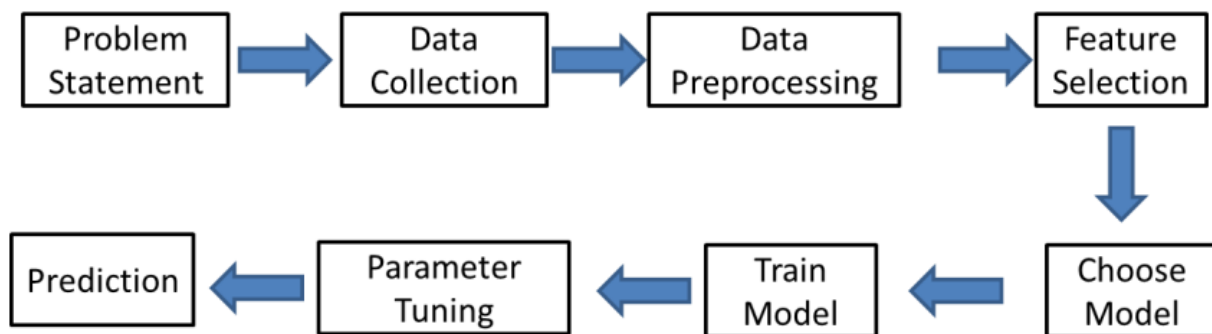 Problem
Statement
Data
Collection
Data
Preprocessing
Feature
Selection
Choose
Model
Train
Model
Parameter
Tuning
Prediction